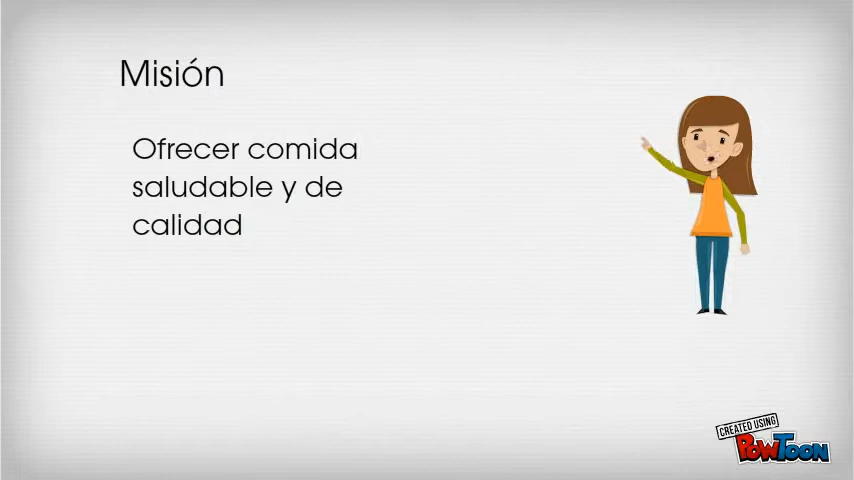 Misión
Ofrecer comida
saludable y de
calidad
CREATED USING
PowToon